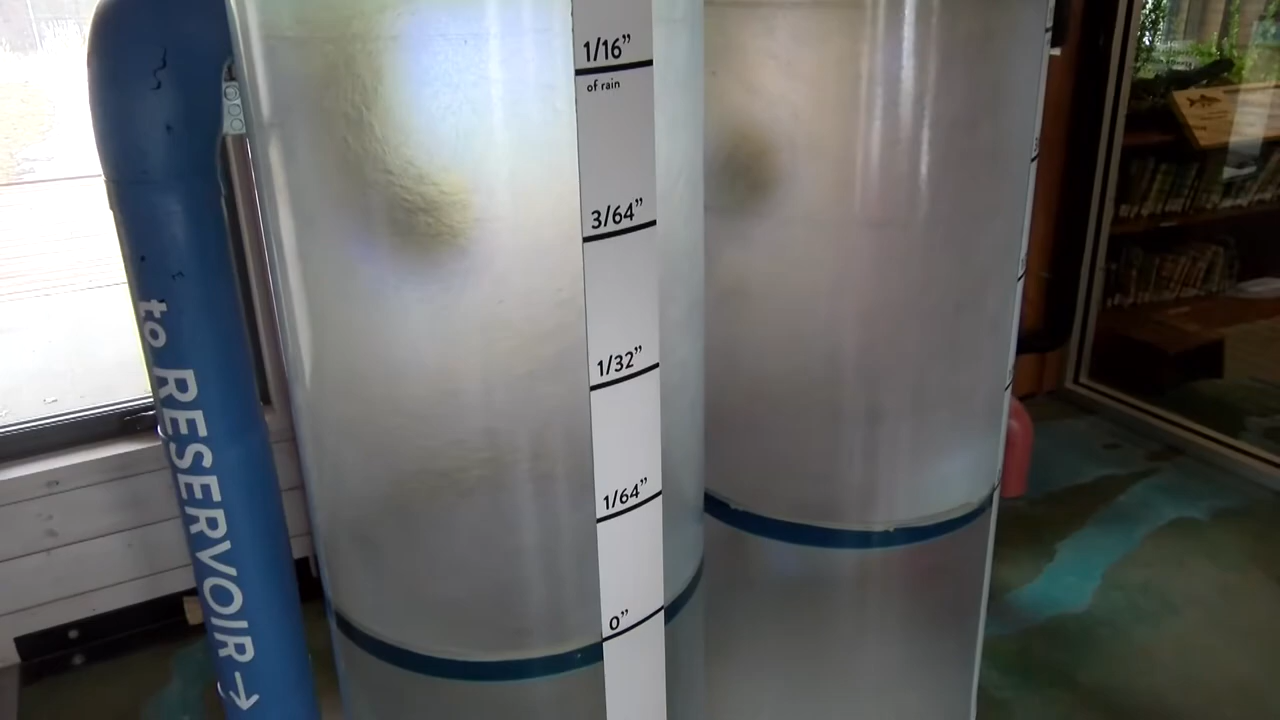 to RESERVOIR →
1/16”
of rain
3/64”
1/32”
1/64”
0”